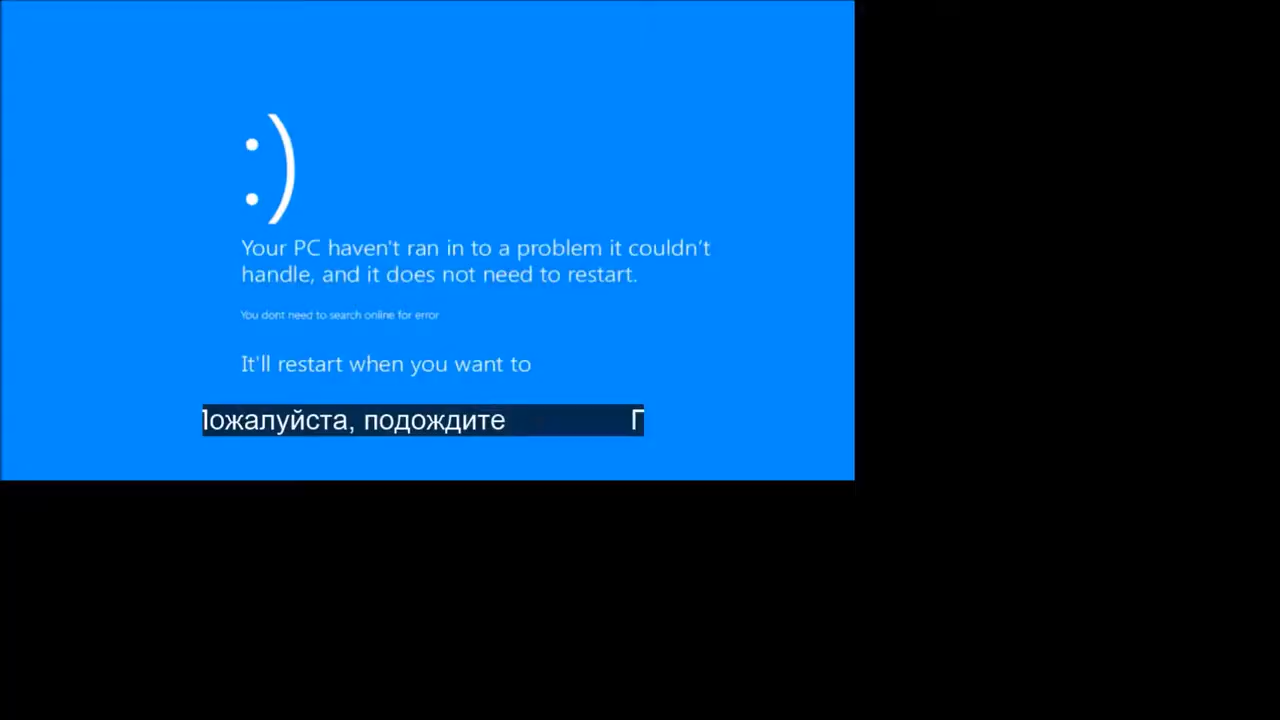 :)
Your PC haven't ran in to a problem it couldn't
handle, and it does not need to restart.
You dont need to search online for error
It'll restart when you want to
Пожалуйста, подождите П